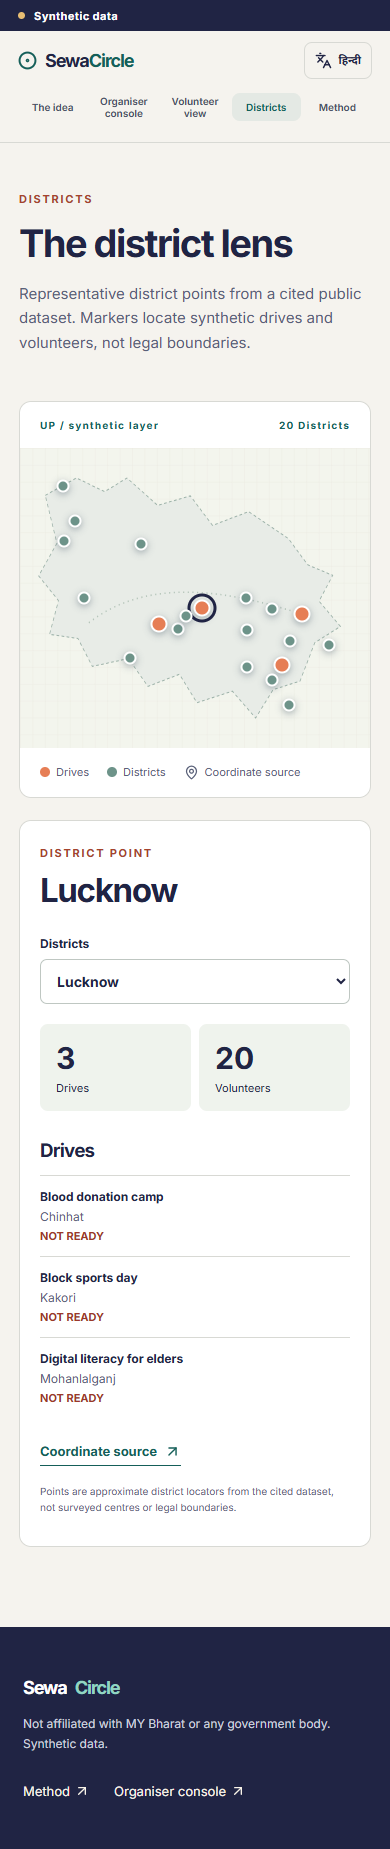 Synthetic data
SewaCircle
हिन्दी
The idea
Organiser
console
Volunteer
view
Districts
Method
DISTRICTS
The district lens
Representative district points from a cited public
dataset. Markers locate synthetic drives and
volunteers, not legal boundaries.
UP / synthetic layer
20 Districts
Drives
Districts
Coordinate source
DISTRICT POINT
Lucknow
Districts
Lucknow
3
Drives
20
Volunteers
Drives
Blood donation camp
Chinhat
NOT READY
Block sports day
Kakori
NOT READY
Digital literacy for elders
Mohanlalganj
NOT READY
Coordinate source
Points are approximate district locators from the cited dataset,
not surveyed centres or legal boundaries.
Sewa Circle
Not affiliated with MY Bharat or any government body.
Synthetic data.
Method
Organiser console